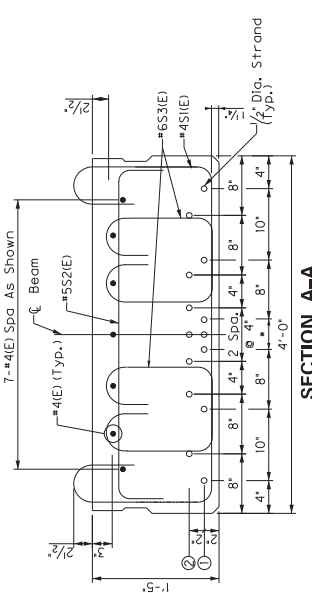 1/2" Dia. Strand
(Typ.)
#6S3(E)
#4S1(E)
1¼"
2½"
7-#4(E) Spa As Shown
℄ Beam
#5S2(E)
#4(E) (Typ.)
2½"
3"
1'-5"
2"
2"
2
1
8"
4"
2 Spa.
@ 4"
4"
8"
8"
8"
4"
10"
8"
*
*
8"
10"
4"
4'-0"
SECTION A-A